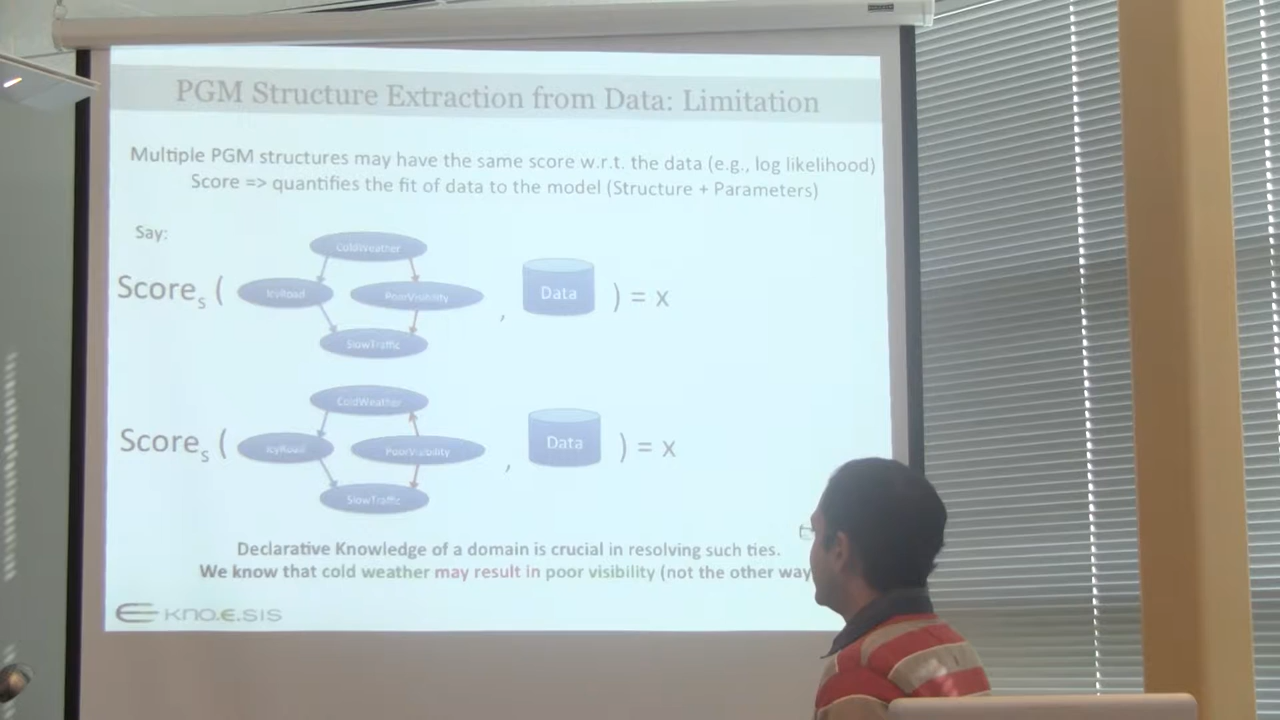 PGM Structure Extraction from Data: Limitation
Multiple PGM structures may have the same score w.r.t. the data (e.g., log likelihood)
Score => quantifies the fit of data to the model (Structure + Parameters)
Say:
ColdWeather
Scores ( IcyRoad PoorVisibility , Data ) = x
SlowTraffic
ColdWeather
Scores ( IcyRoad PoorVisibility , Data ) = x
SlowTraffic
Declarative Knowledge of a domain is crucial in resolving such ties.
We know that cold weather may result in poor visibility (not the other way
KNO.E.SIS